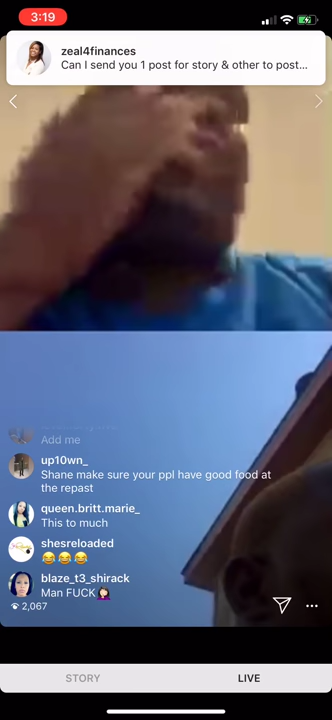 3:19
zeal4finances
Can I send you 1 post for story & other to post...
Add me
up10wn_
Shane make sure your ppl have good food at
the repast
queen.britt.marie_
This to much
shesreloaded
😂😂😂
blaze_t3_shirack
Man FUCK🤦🏻‍♀️
2,067
STORY
LIVE